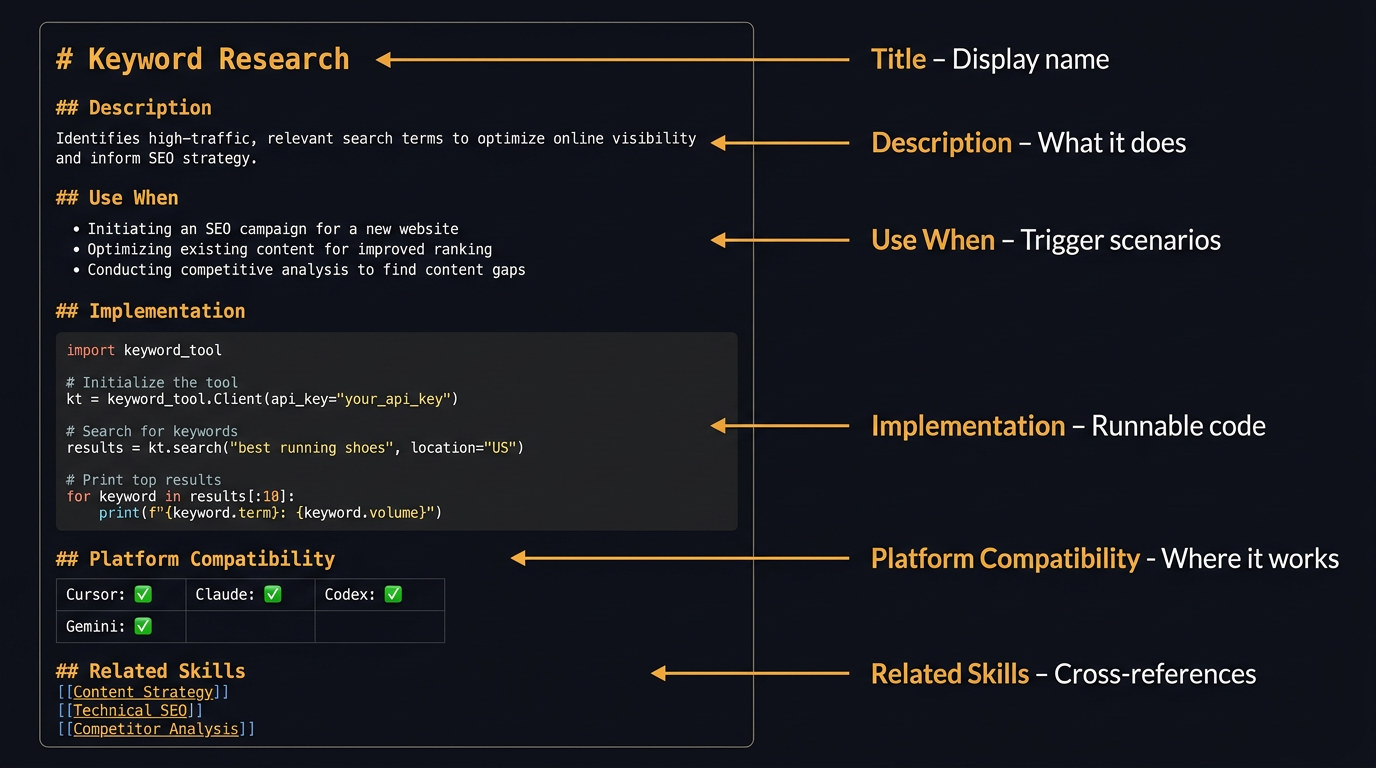 # Keyword Research
Title – Display name
## Description
Identifies high-traffic, relevant search terms to optimize online visibility
and inform SEO strategy.
Description – What it does
## Use When
• Initiating an SEO campaign for a new website
• Optimizing existing content for improved ranking
• Conducting competitive analysis to find content gaps
Use When – Trigger scenarios
## Implementation
import keyword_tool
# Initialize the tool
kt = keyword_tool.Client(api_key="your_api_key")
# Search for keywords
results = kt.search("best running shoes", location="US")
# Print top results
for keyword in results[:10]:
    print(f"{keyword.term}: {keyword.volume}")
Implementation – Runnable code
## Platform Compatibility
Platform Compatibility - Where it works
Cursor: ✅ Claude: ✅ Codex: ✅
Gemini: ✅
## Related Skills
Related Skills – Cross-references
[[Content Strategy]]
[[Technical SEO]]
[[Competitor Analysis]]